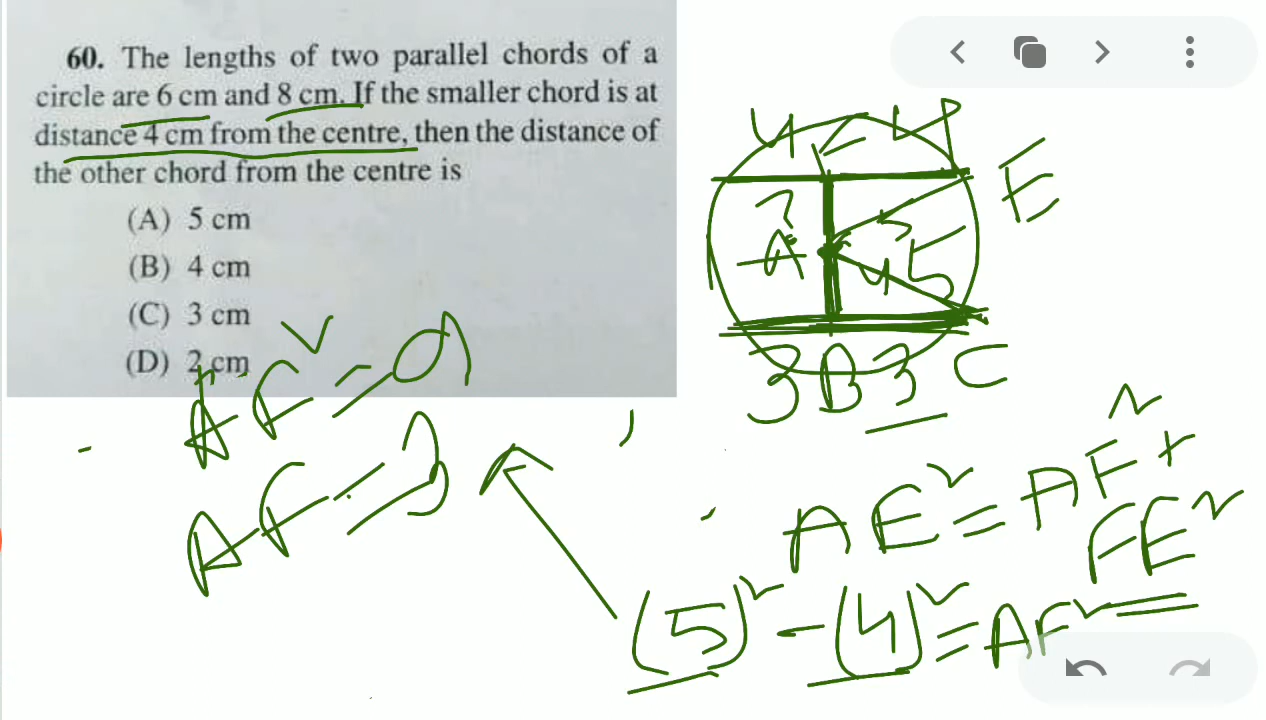 60. The lengths of two parallel chords of a
circle are 6 cm and 8 cm. If the smaller chord is at
distance 4 cm from the centre, then the distance of
the other chord from the centre is
(A) 5 cm
(B) 4 cm
(C) 3 cm
(D) 2 cm
4 F 4
E
?
A 5
4 5
3 B 3 C
AE² = AF² +
FE²
(5)² - (4)² = AF²
AF² = 9
AF = 3